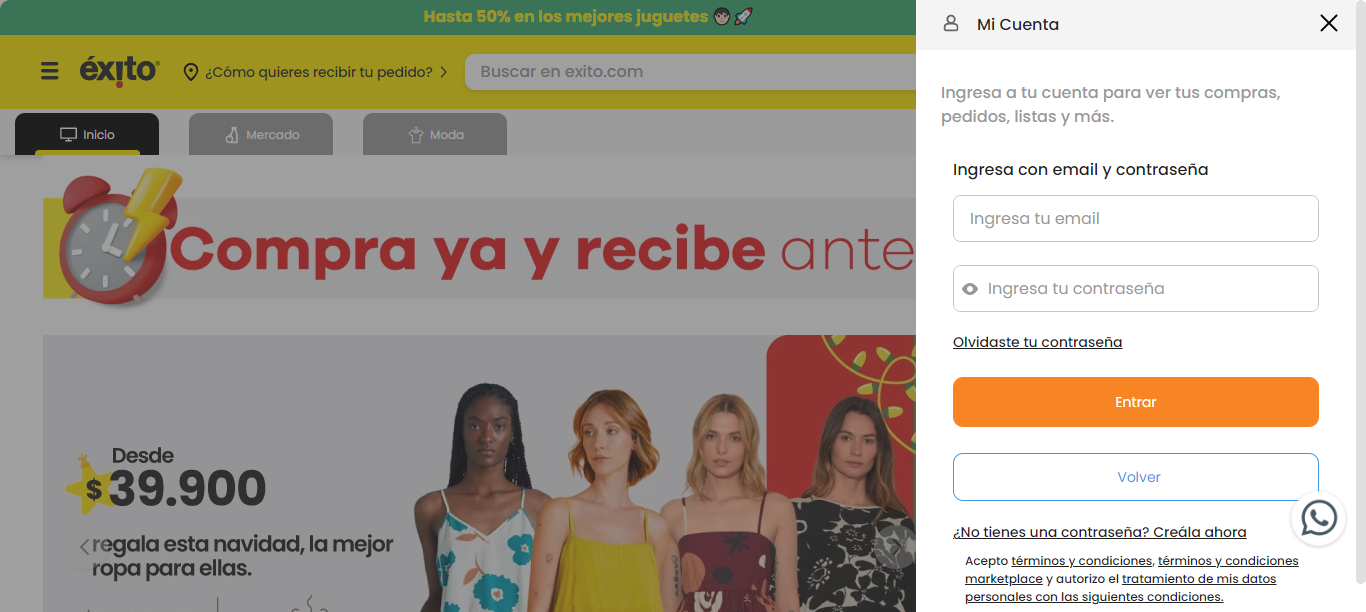 Hasta 50% en los mejores juguetes
éxito
¿Cómo quieres recibir tu pedido?
Buscar en exito.com
Inicio
Mercado
Moda
Compra ya y recibe ante
Desde
$39.900
regala esta navidad, la mejor
ropa para ellas.
Mi Cuenta
Ingresa a tu cuenta para ver tus compras,
pedidos, listas y más.
Ingresa con email y contraseña
Ingresa tu email
Ingresa tu contraseña
Olvidaste tu contraseña
Entrar
Volver
¿No tienes una contraseña? Creála ahora
Acepto términos y condiciones, términos y condiciones
marketplace y autorizo el tratamiento de mis datos
personales con las siguientes condiciones.